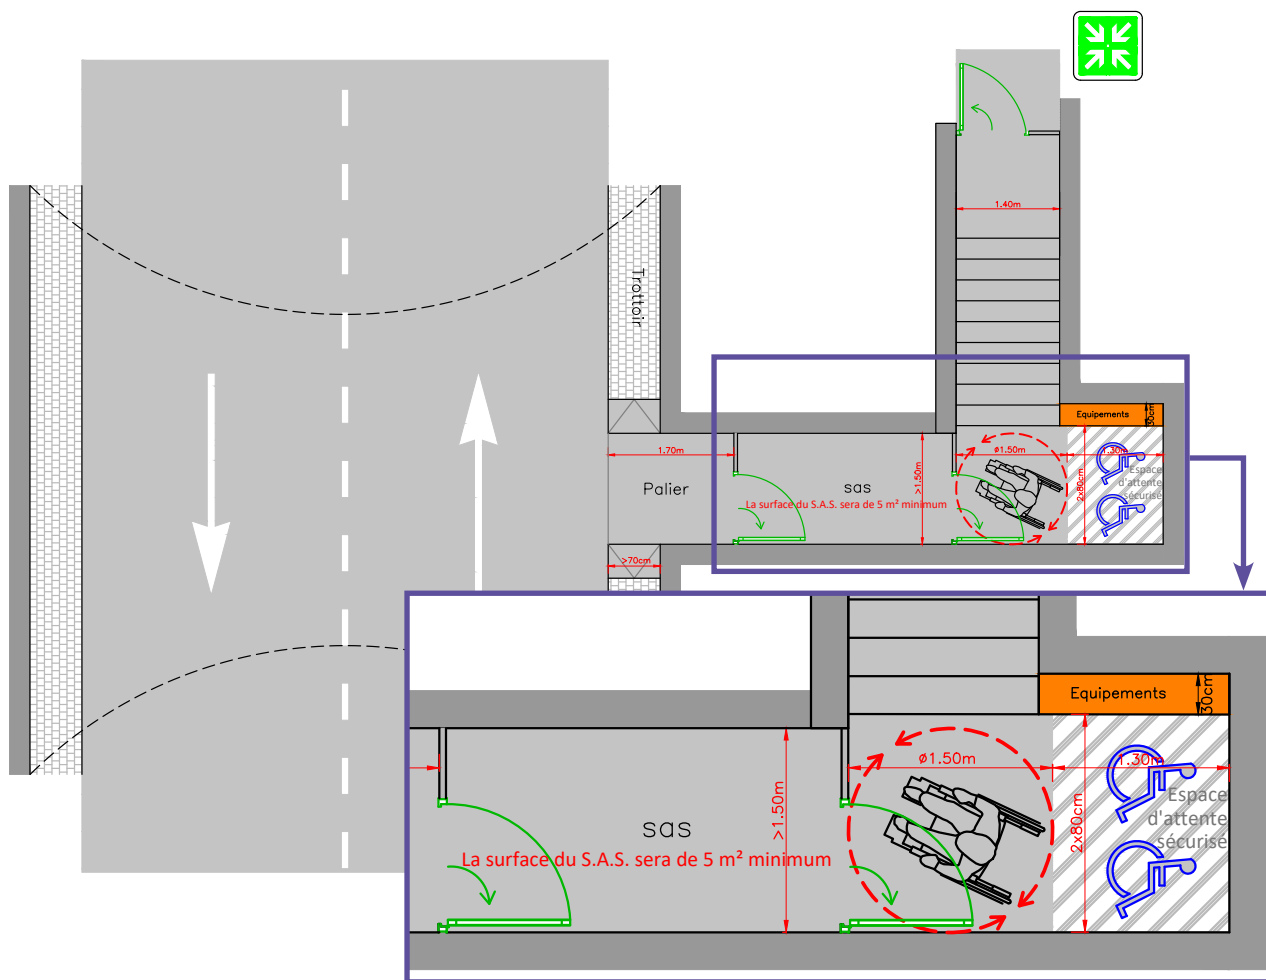 1.40m
Trottoir
Equipements
30cm
1.70m
ø1.50m
1.30m
Palier
sas
>1.50m
2x80cm
Espace
d'attente
sécurisé
La surface du S.A.S. sera de 5 m² minimum
>70cm
Equipements
30cm
ø1.50m
1.30m
sas
>1.50m
2x80cm
Espace
d'attente
sécurisé
La surface du S.A.S. sera de 5 m² minimum